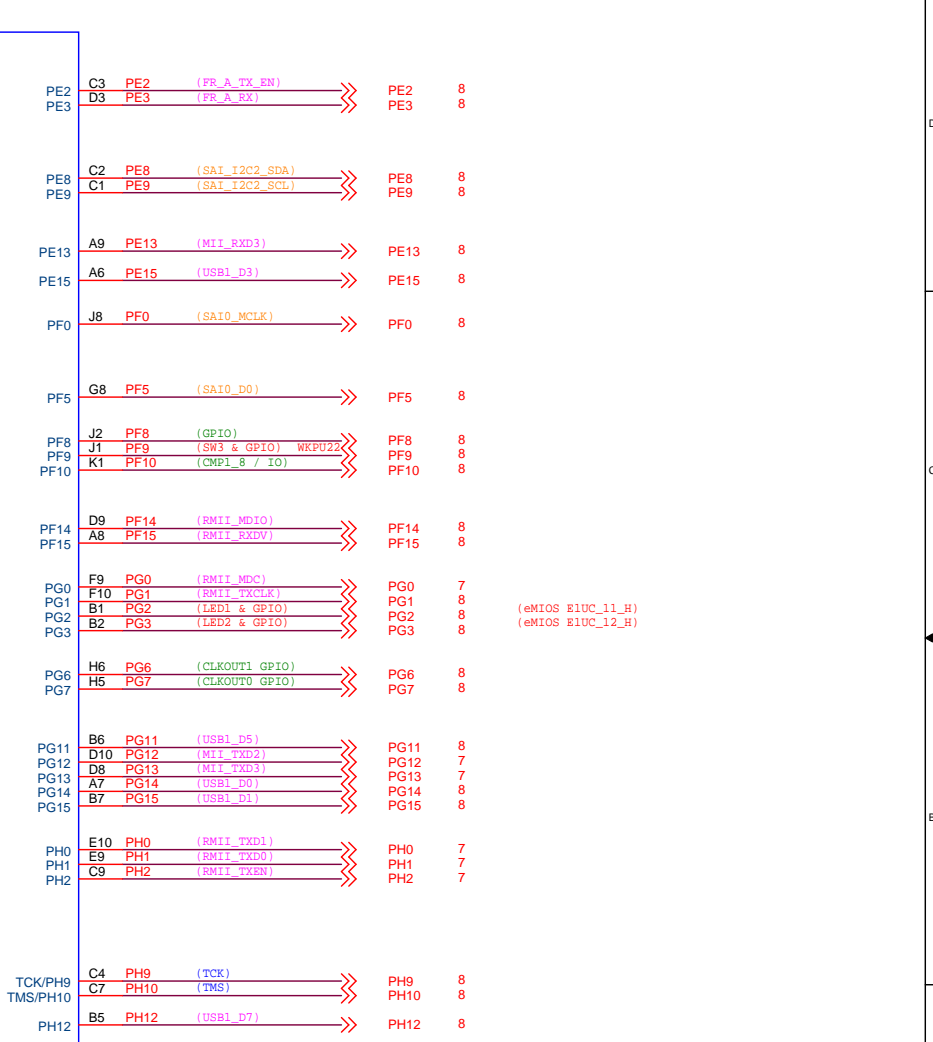 PE2 C3 PE2 (FR_A_TX_EN) PE2 8
PE3 D3 PE3 (FR_A_RX) PE3 8
D
PE8 C2 PE8 (SAI_I2C2_SDA) PE8 8
PE9 C1 PE9 (SAI_I2C2_SCL) PE9 8
PE13 A9 PE13 (MII_RXD3) PE13 8
PE15 A6 PE15 (USB1_D3) PE15 8
PF0 J8 PF0 (SAI0_MCLK) PF0 8
PF5 G8 PF5 (SAI0_D0) PF5 8
PF8 J2 PF8 (GPIO) PF8 8
PF9 J1 PF9 (SW3 & GPIO) WKPU22 PF9 8
PF10 K1 PF10 (CMP1_8 / IO) PF10 8
C
PF14 D9 PF14 (RMII_MDIO) PF14 8
PF15 A8 PF15 (RMII_RXDV) PF15 8
PG0 F9 PG0 (RMII_MDC) PG0 7
PG1 F10 PG1 (RMII_TXCLK) PG1 8
PG2 B1 PG2 (LED1 & GPIO) PG2 8 (eMIOS E1UC_11_H)
PG3 B2 PG3 (LED2 & GPIO) PG3 8 (eMIOS E1UC_12_H)
PG6 H6 PG6 (CLKOUT1 GPIO) PG6 8
PG7 H5 PG7 (CLKOUT0 GPIO) PG7 8
PG11 B6 PG11 (USB1_D5) PG11 8
PG12 D10 PG12 (MII_TXD2) PG12 7
PG13 D8 PG13 (MII_TXD3) PG13 7
PG14 A7 PG14 (USB1_D0) PG14 8
PG15 B7 PG15 (USB1_D1) PG15 8
B
PH0 E10 PH0 (RMII_TXD1) PH0 7
PH1 E9 PH1 (RMII_TXD0) PH1 7
PH2 C9 PH2 (RMII_TXEN) PH2 7
TCK/PH9 C4 PH9 (TCK) PH9 8
TMS/PH10 C7 PH10 (TMS) PH10 8
PH12 B5 PH12 (USB1_D7) PH12 8